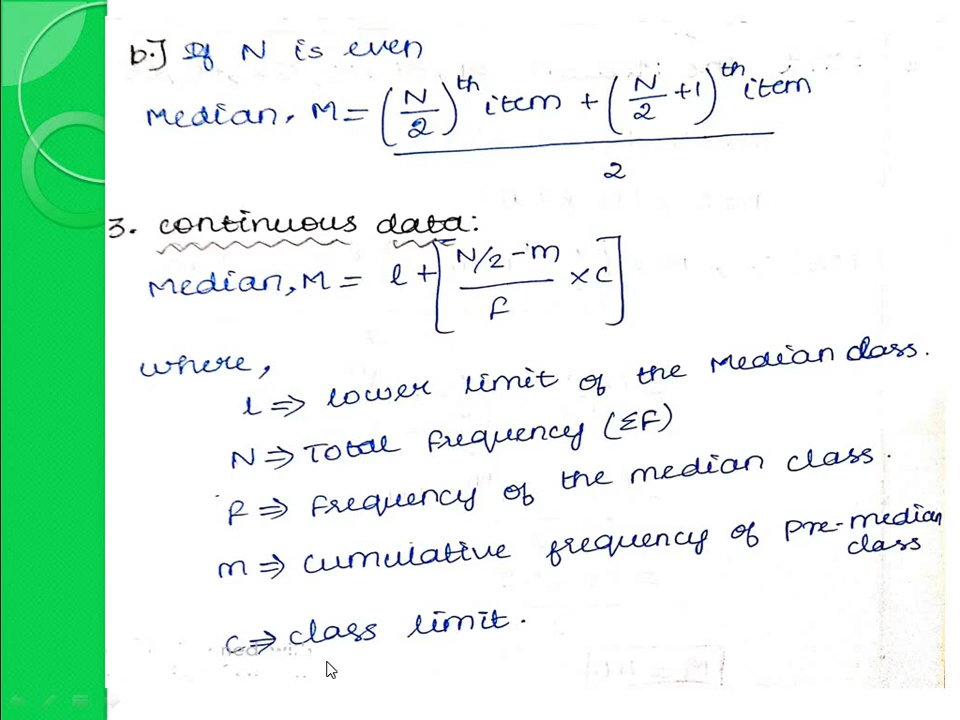 b.] If N is even
Median, M = (N/2)th item + (N/2 +1)th item / 2
3. continuous data:
Median, M = l + [N/2 - m / f × c]
where,
l ⇒ Lower limit of the Median class.
N ⇒ Total frequency (Σf)
f ⇒ frequency of the median class.
m ⇒ cumulative frequency of pre-median class
c ⇒ class limit.